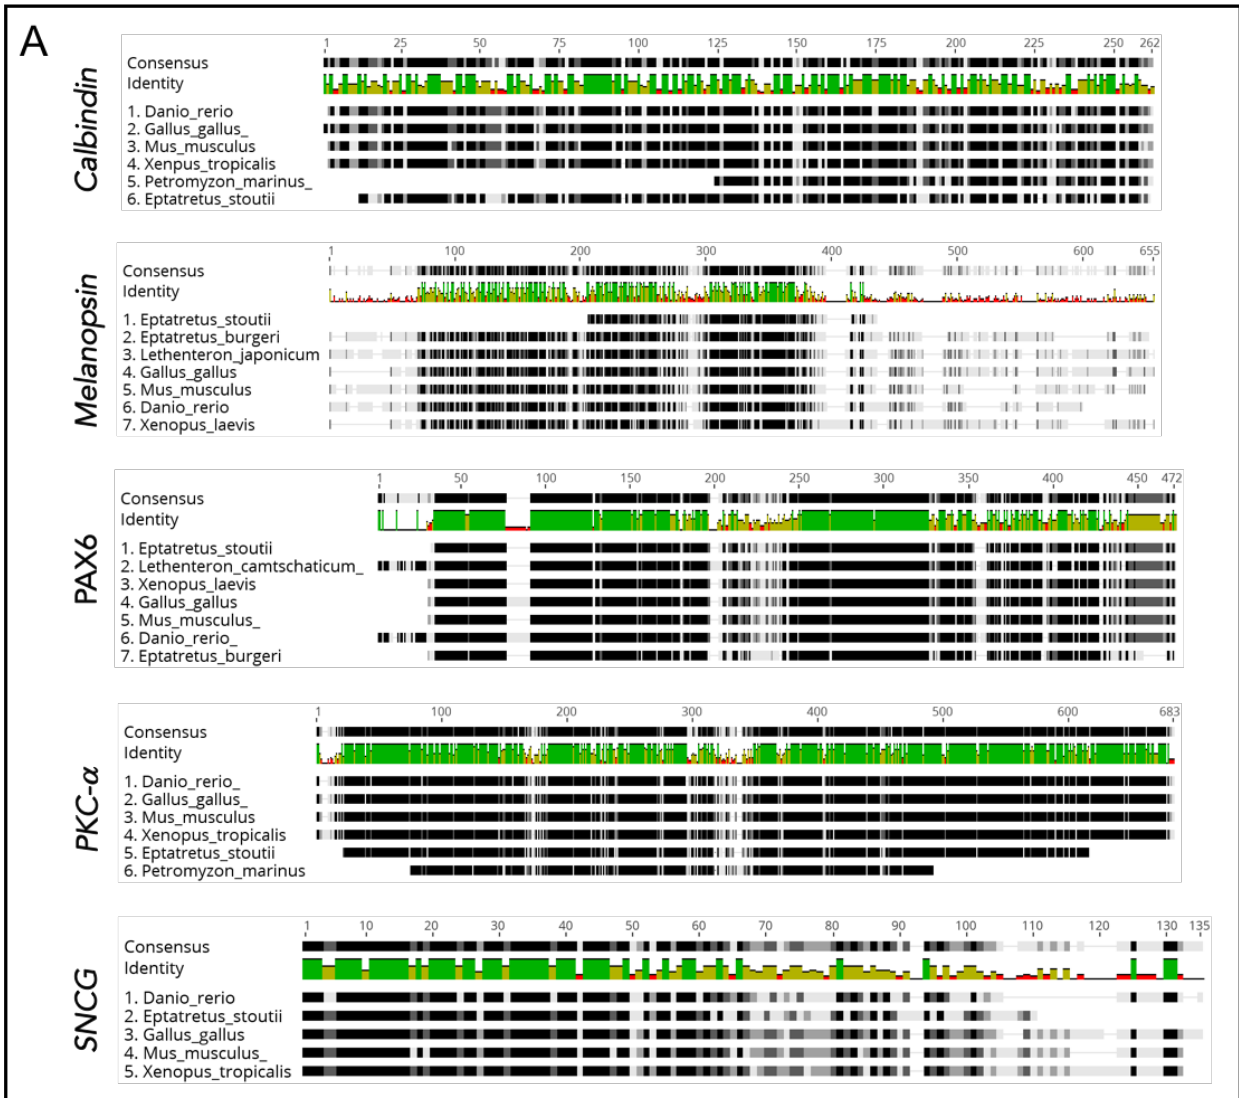 A
Calbindin
1 25 50 75 100 125 150 175 200 225 250 262
Consensus
Identity
1. Danio_rerio
2. Gallus_gallus_
3. Mus_musculus
4. Xenpus_tropicalis
5. Petromyzon_marinus_
6. Eptatretus_stoutii
Melanopsin
1 100 200 300 400 500 600 655
Consensus
Identity
1. Eptatretus_stoutii
2. Eptatretus_burgeri
3. Lethenteron_japonicum
4. Gallus_gallus
5. Mus_musculus
6. Danio_rerio
7. Xenopus_laevis
PAX6
1 50 100 150 200 250 300 350 400 450 472
Consensus
Identity
1. Eptatretus_stoutii
2. Lethenteron_camtschaticum_
3. Xenopus_laevis
4. Gallus_gallus
5. Mus_musculus_
6. Danio_rerio_
7. Eptatretus_burgeri
PKC-α
1 100 200 300 400 500 600 683
Consensus
Identity
1. Danio_rerio_
2. Gallus_gallus_
3. Mus_musculus
4. Xenopus_tropicalis
5. Eptatretus_stoutii
6. Petromyzon_marinus
SNCG
1 10 20 30 40 50 60 70 80 90 100 110 120 130 135
Consensus
Identity
1. Danio_rerio
2. Eptatretus_stoutii
3. Gallus_gallus
4. Mus_musculus_
5. Xenopus_tropicalis